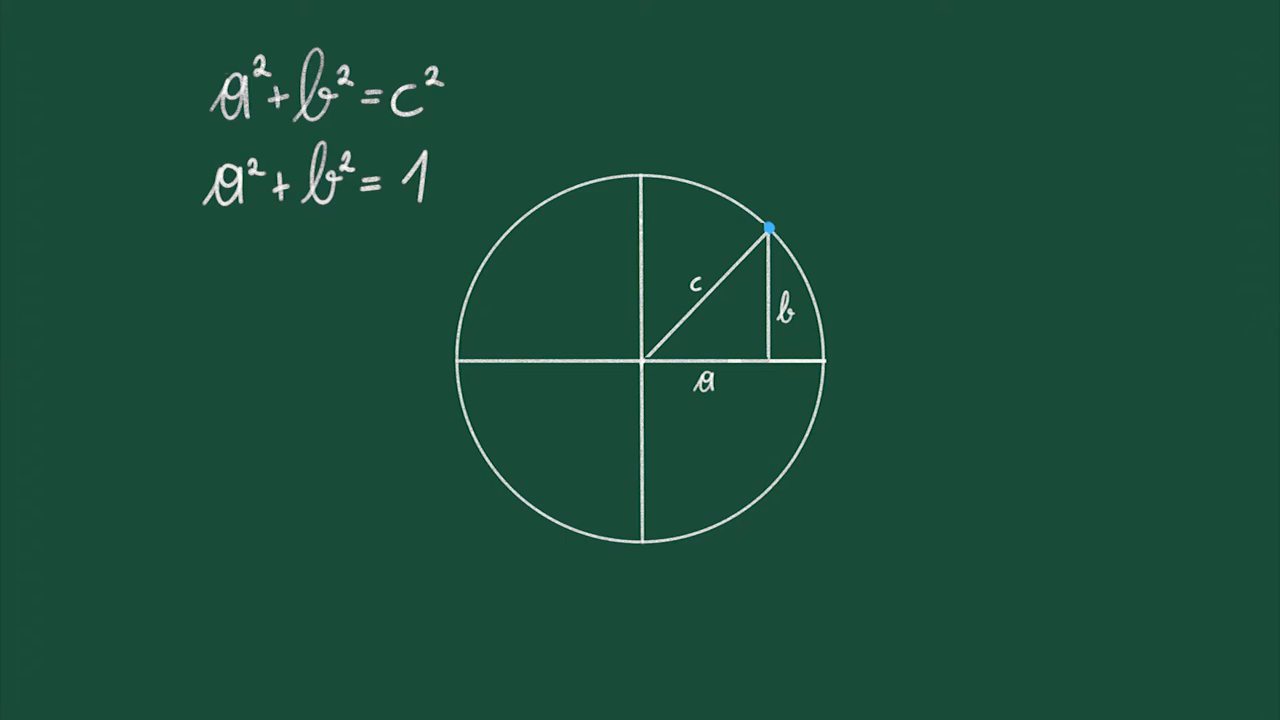 a² + b² = c²
a² + b² = 1
c
b
a